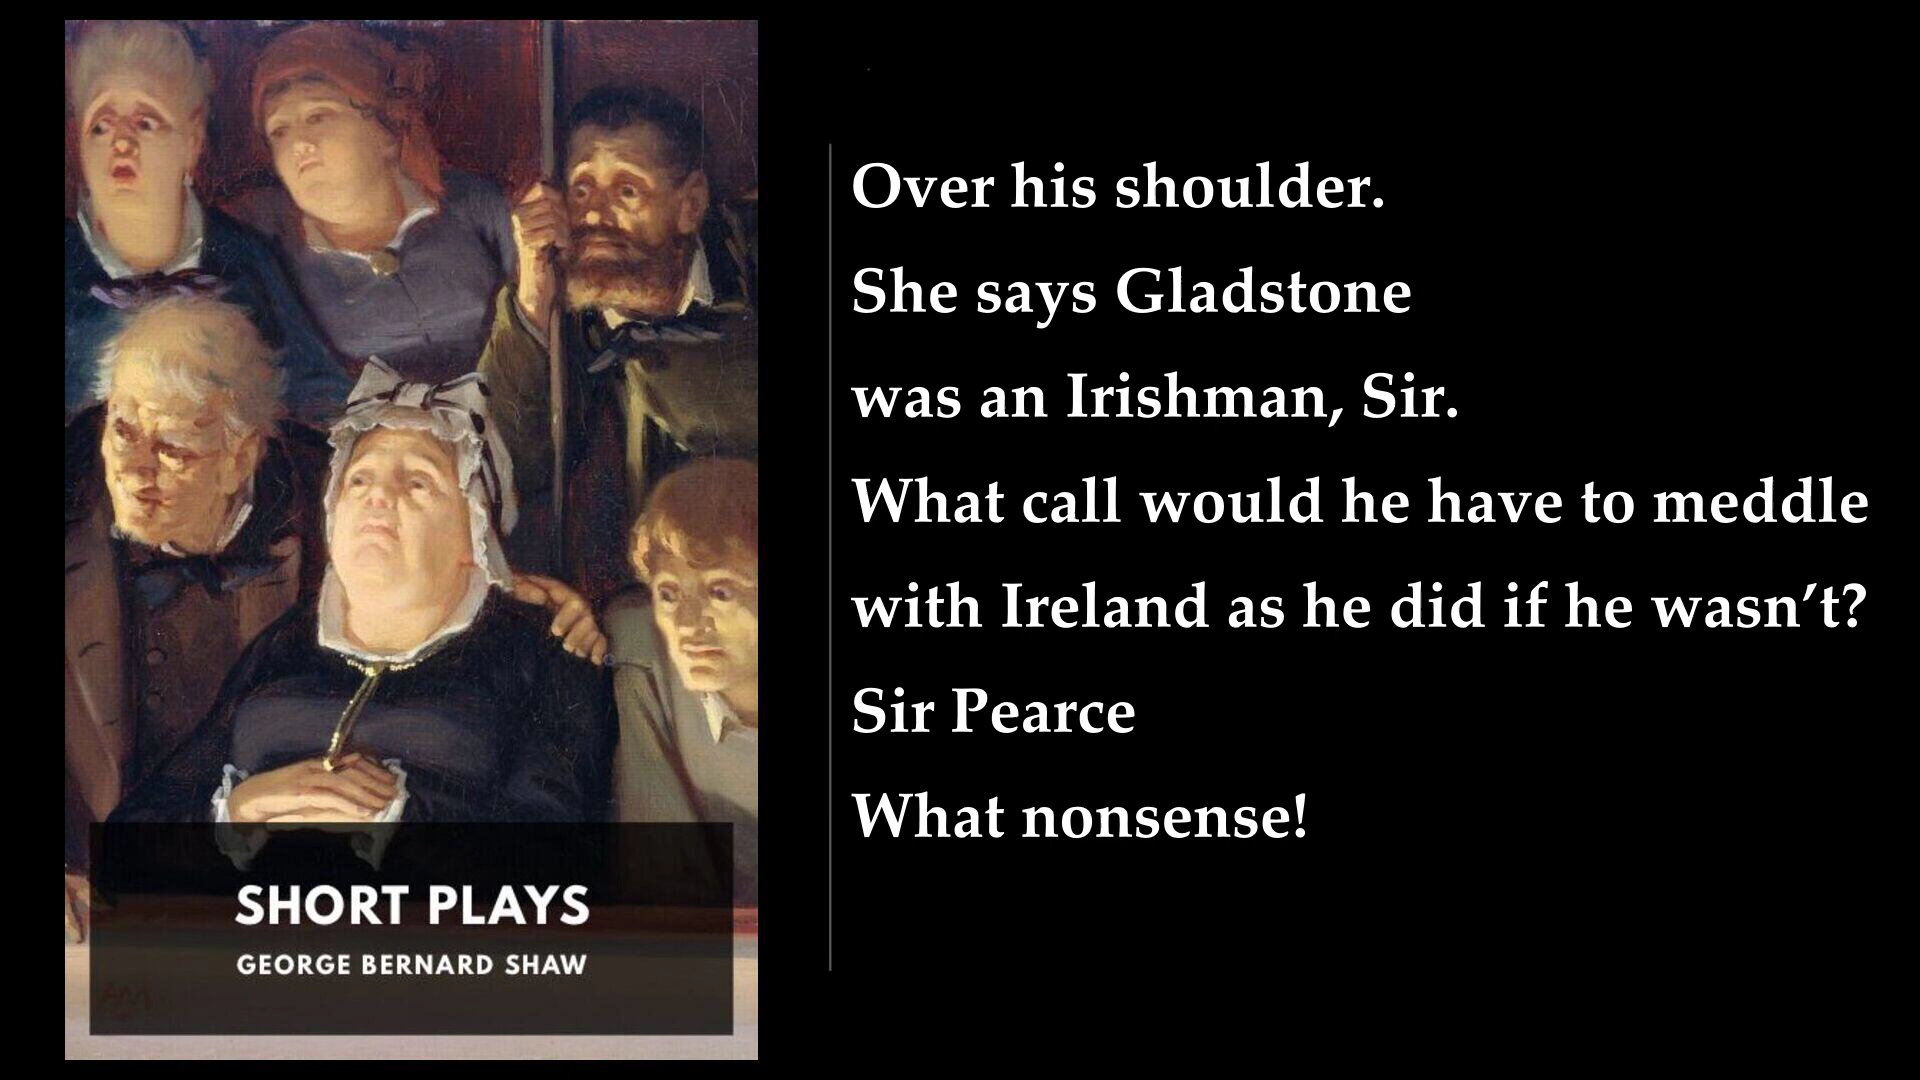 SHORT PLAYS
GEORGE BERNARD SHAW
Over his shoulder.
She says Gladstone
was an Irishman, Sir.
What call would he have to meddle
with Ireland as he did if he wasn’t?
Sir Pearce
What nonsense!